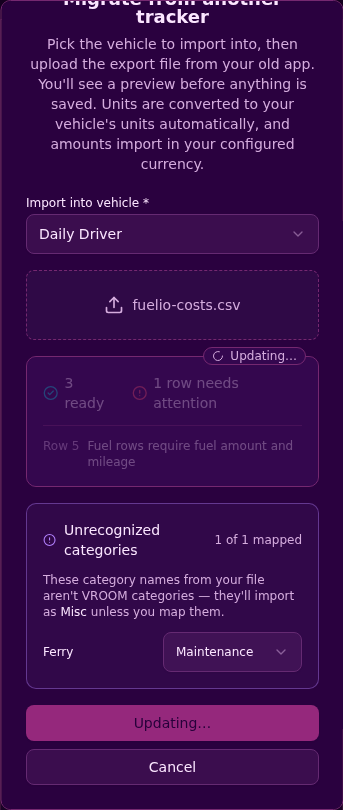 Migrate from another
tracker
Pick the vehicle to import into, then
upload the export file from your old app.
You'll see a preview before anything is
saved. Units are converted to your
vehicle's units automatically, and
amounts import in your configured
currency.
Import into vehicle *
Daily Driver
fuelio-costs.csv
Updating…
3
ready
1 row needs
attention
Row 5 Fuel rows require fuel amount and
mileage
Unrecognized
categories
1 of 1 mapped
These category names from your file
aren't VROOM categories — they'll import
as Misc unless you map them.
Ferry
Maintenance
Updating…
Cancel